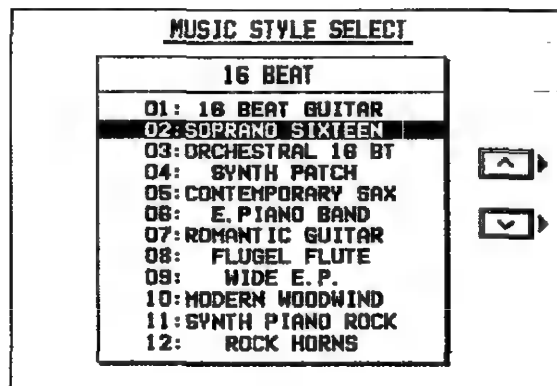 MUSIC STYLE SELECT
16 BEAT
01: 16 BEAT GUITAR
02:SOPRANO SIXTEEN
03:ORCHESTRAL 16 BT
04: SYNTH PATCH
05:CONTEMPORARY SAX
06: E.PIANO BAND
07:ROMANTIC GUITAR
08: FLUGEL FLUTE
09: WIDE E.P.
10:MODERN WOODWIND
11:SYNTH PIANO ROCK
12: ROCK HORNS